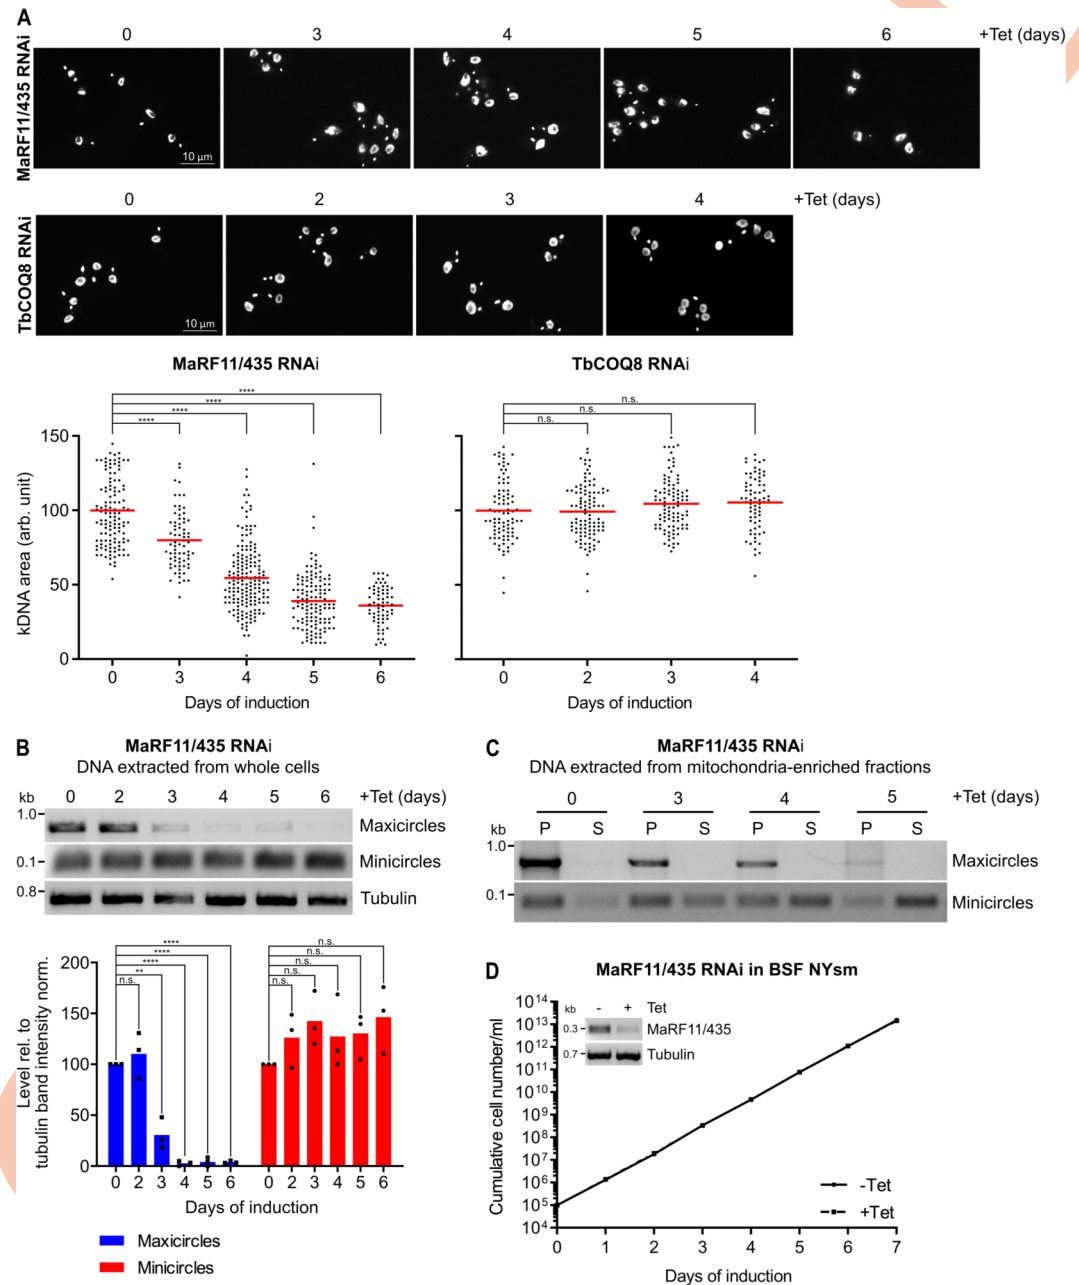 A
0 3 4 5 6 +Tet (days)
MaRF11/435 RNAi
10 µm
0 2 3 4 +Tet (days)
TbCOQ8 RNAi
10 µm
MaRF11/435 RNAi
****
****
****
****
kDNA area (arb. unit)
150
100
50
0
0 3 4 5 6
Days of induction
TbCOQ8 RNAi
n.s.
n.s.
n.s.
0 2 3 4
Days of induction
B
MaRF11/435 RNAi
DNA extracted from whole cells
kb 0 2 3 4 5 6 +Tet (days)
1.0
Maxicircles
0.1
Minicircles
0.8
Tubulin
****
****
****
**
n.s.
n.s.
n.s.
n.s.
n.s.
n.s.
Level rel. to
tubulin band intensity norm.
200
150
100
50
0
0 2 3 4 5 6 0 2 3 4 5 6
Days of induction
Maxicircles
Minicircles
C
MaRF11/435 RNAi
DNA extracted from mitochondria-enriched fractions
0 3 4 5 +Tet (days)
kb P S P S P S P S
1.0
Maxicircles
0.1
Minicircles
D
MaRF11/435 RNAi in BSF NYsm
kb - + Tet
0.3 MaRF11/435
0.7 Tubulin
Cumulative cell number/ml
10¹⁴
10¹³
10¹²
10¹¹
10¹⁰
10⁹
10⁸
10⁷
10⁶
10⁵
10⁴
-Tet
+Tet
0 1 2 3 4 5 6 7
Days of induction